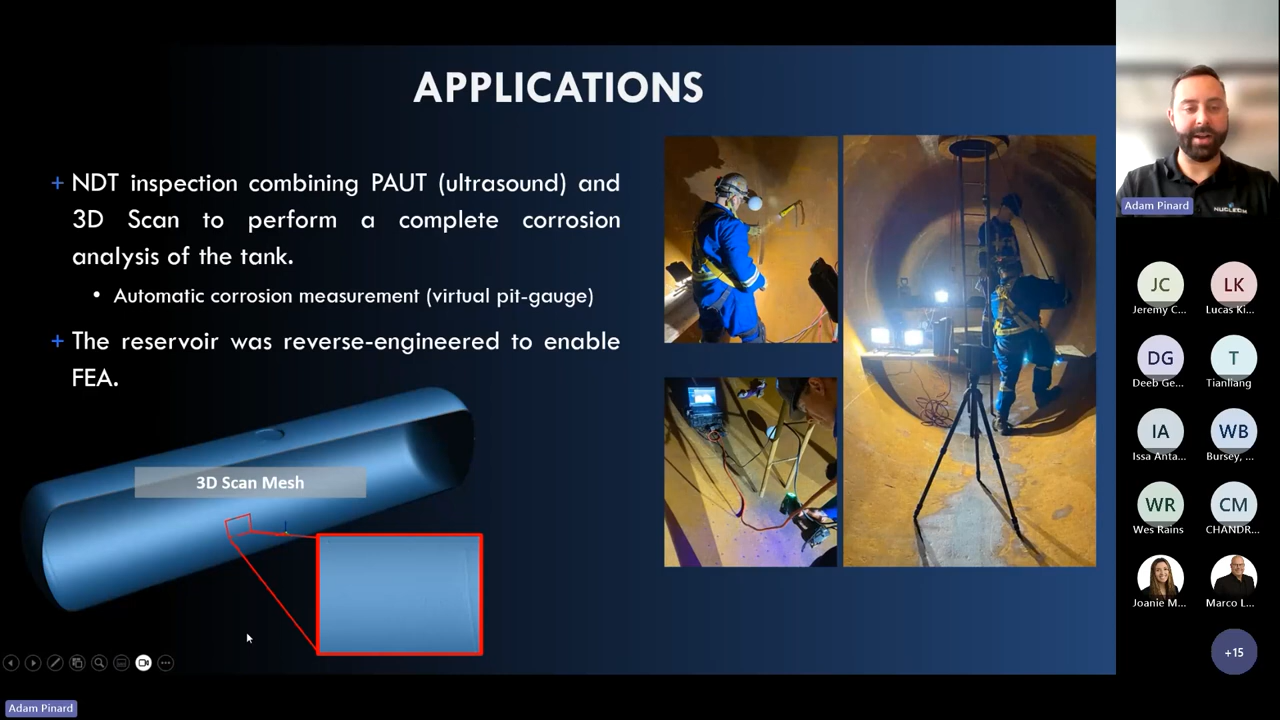 APPLICATIONS
+ NDT inspection combining PAUT (ultrasound) and
3D Scan to perform a complete corrosion
analysis of the tank.
• Automatic corrosion measurement (virtual pit-gauge)
+ The reservoir was reverse-engineered to enable
FEA.
3D Scan Mesh
Adam Pinard
NUCLEOM
Adam Pinard
JC
LK
Jeremy C...
Lucas Ki...
DG
T
Deeb Ge...
Tianliang
IA
WB
Issa Anta...
Bursey, ...
WR
CM
Wes Rains
CHANDR...
Joanie M...
Marco L...
+15